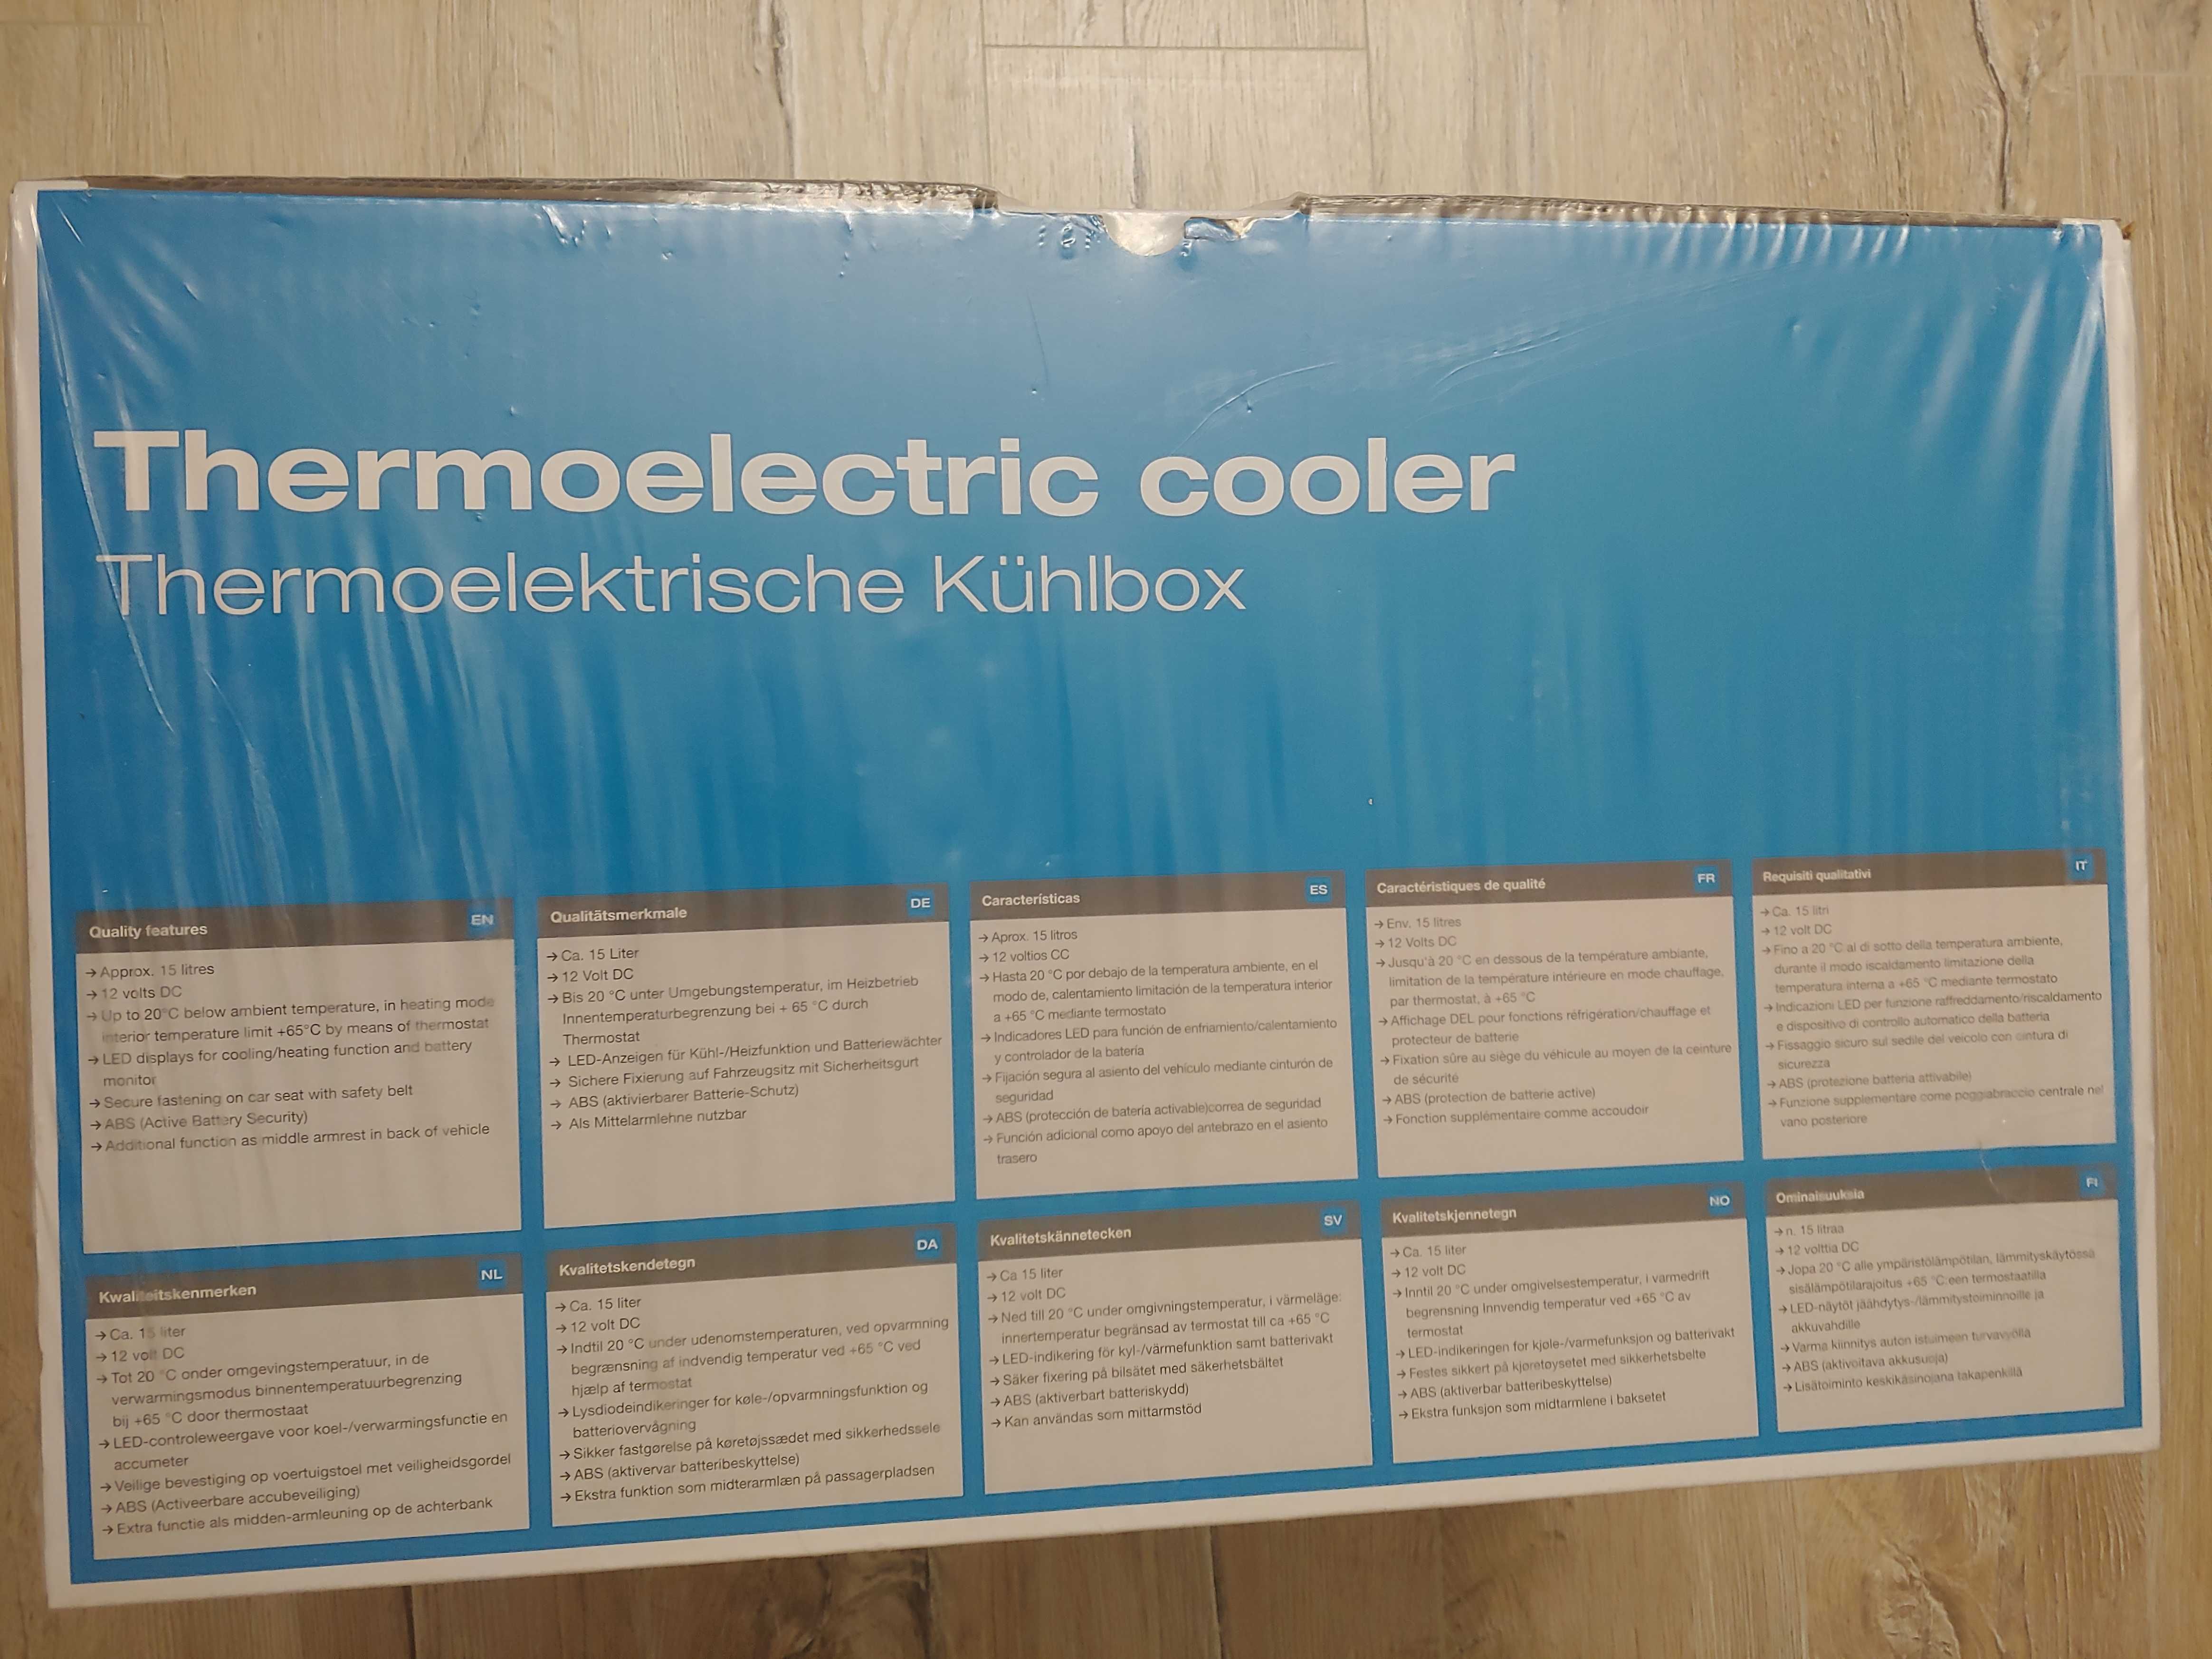 Thermoelectric cooler
Thermoelektrische Kühlbox
Quality features EN
→ Approx. 15 litres
→ 12 volts DC
→ Up to 20°C below ambient temperature, in heating mode
interior temperature limit +65°C by means of thermostat
→ LED displays for cooling/heating function and battery
monitor
→ Secure fastening on car seat with safety belt
→ ABS (Active Battery Security)
→ Additional function as middle armrest in back of vehicle
Qualitätsmerkmale DE
→ Ca. 15 Liter
→ 12 Volt DC
→ Bis 20 °C unter Umgebungstemperatur, im Heizbetrieb
Innentemperaturbegrenzung bei + 65 °C durch
Thermostat
→ LED-Anzeigen für Kühl-/Heizfunktion und Batteriewächter
→ Sichere Fixierung auf Fahrzeugsitz mit Sicherheitsgurt
→ ABS (aktivierbarer Batterie-Schutz)
→ Als Mittelarmlehne nutzbar
Características ES
→ Aprox. 15 litros
→ 12 voltios CC
→ Hasta 20 °C por debajo de la temperatura ambiente, en el
modo de, calentamiento limitación de la temperatura interior
a +65 °C mediante termostato
→ Indicadores LED para función de enfriamiento/calentamiento
y controlador de la batería
→ Fijación segura al asiento del vehículo mediante cinturón de
seguridad
→ ABS (protección de batería activable)correa de seguridad
→ Función adicional como apoyo del antebrazo en el asiento
trasero
Caractéristiques de qualité FR
→ Env. 15 litres
→ 12 Volts DC
→ Jusqu'à 20 °C en dessous de la température ambiante,
limitation de la température intérieure en mode chauffage,
par thermostat, à +65 °C
→ Affichage DEL pour fonctions réfrigération/chauffage et
protecteur de batterie
→ Fixation sûre au siège du véhicule au moyen de la ceinture
de sécurité
→ ABS (protection de batterie active)
→ Fonction supplémentaire comme accoudoir
Requisiti qualitativi IT
→ Ca. 15 litri
→ 12 volt DC
→ Fino a 20 °C al di sotto della temperatura ambiente,
durante il modo iscaldamento limitazione della
temperatura interna a +65 °C mediante termostato
→ Indicazioni LED per funzione raffreddamento/riscaldamento
e dispositivo di controllo automatico della batteria
→ Fissaggio sicuro sul sedile del veicolo con cintura di
sicurezza
→ ABS (protezione batteria attivabile)
→ Funzione supplementare come poggiabraccio centrale nel
vano posteriore
Kwaliteitskenmerken NL
→ Ca. 15 liter
→ 12 volt DC
→ Tot 20 °C onder omgevingstemperatuur, in de
verwarmingsmodus binnentemperatuurbegrenzing
bij +65 °C door thermostaat
→ LED-controleweergave voor koel-/verwarmingsfunctie en
accumeter
→ Veilige bevestiging op voertuigstoel met veiligheidsgordel
→ ABS (Activeerbare accubeveiliging)
→ Extra functie als midden-armleuning op de achterbank
Kvalitetskendetegn DA
→ Ca. 15 liter
→ 12 volt DC
→ Indtil 20 °C under udenomstemperaturen, ved opvarmning
begrænsning af indvendig temperatur ved +65 °C ved
hjælp af termostat
→ Lysdiodeindikeringer for køle-/opvarmningsfunktion og
batteriovervågning
→ Sikker fastgørelse på køretøjssædet med sikkerhedssele
→ ABS (aktivervar batteribeskyttelse)
→ Ekstra funktion som midterarmlæn på passagerpladsen
Kvalitetskännetecken SV
→ Ca 15 liter
→ 12 volt DC
→ Ned till 20 °C under omgivningstemperatur, i värmeläge:
innertemperatur begränsad av termostat till ca +65 °C
→ LED-indikering för kyl-/värmefunktion samt batterivakt
→ Säker fixering på bilsätet med säkerhetsbältet
→ ABS (aktiverbart batteriskydd)
→ Kan användas som mittarmstöd
Kvalitetskjennetegn NO
→ Ca. 15 liter
→ 12 volt DC
→ Inntil 20 °C under omgivelsestemperatur, i varmedrift
begrensning Innvendig temperatur ved +65 °C av
termostat
→ LED-indikeringen for kjøle-/varmefunksjon og batterivakt
→ Festes sikkert på kjøretøysetet med sikkerhetsbelte
→ ABS (aktiverbar batteribeskyttelse)
→ Ekstra funksjon som midtarmlene i baksetet
Ominaisuuksia FI
→ n. 15 litraa
→ 12 volttia DC
→ Jopa 20 °C alle ympäristölämpötilan, lämmityskäytössä
sisälämpötilarajoitus +65 °C:een termostaatilla
→ LED-näytöt jäähdytys-/lämmitystoiminnoille ja
akkuvahdille
→ Varma kiinnitys auton istuimeen turvavyöllä
→ ABS (aktivoitava akkusuoja)
→ Lisätoiminto keskikäsinojana takapenkillä